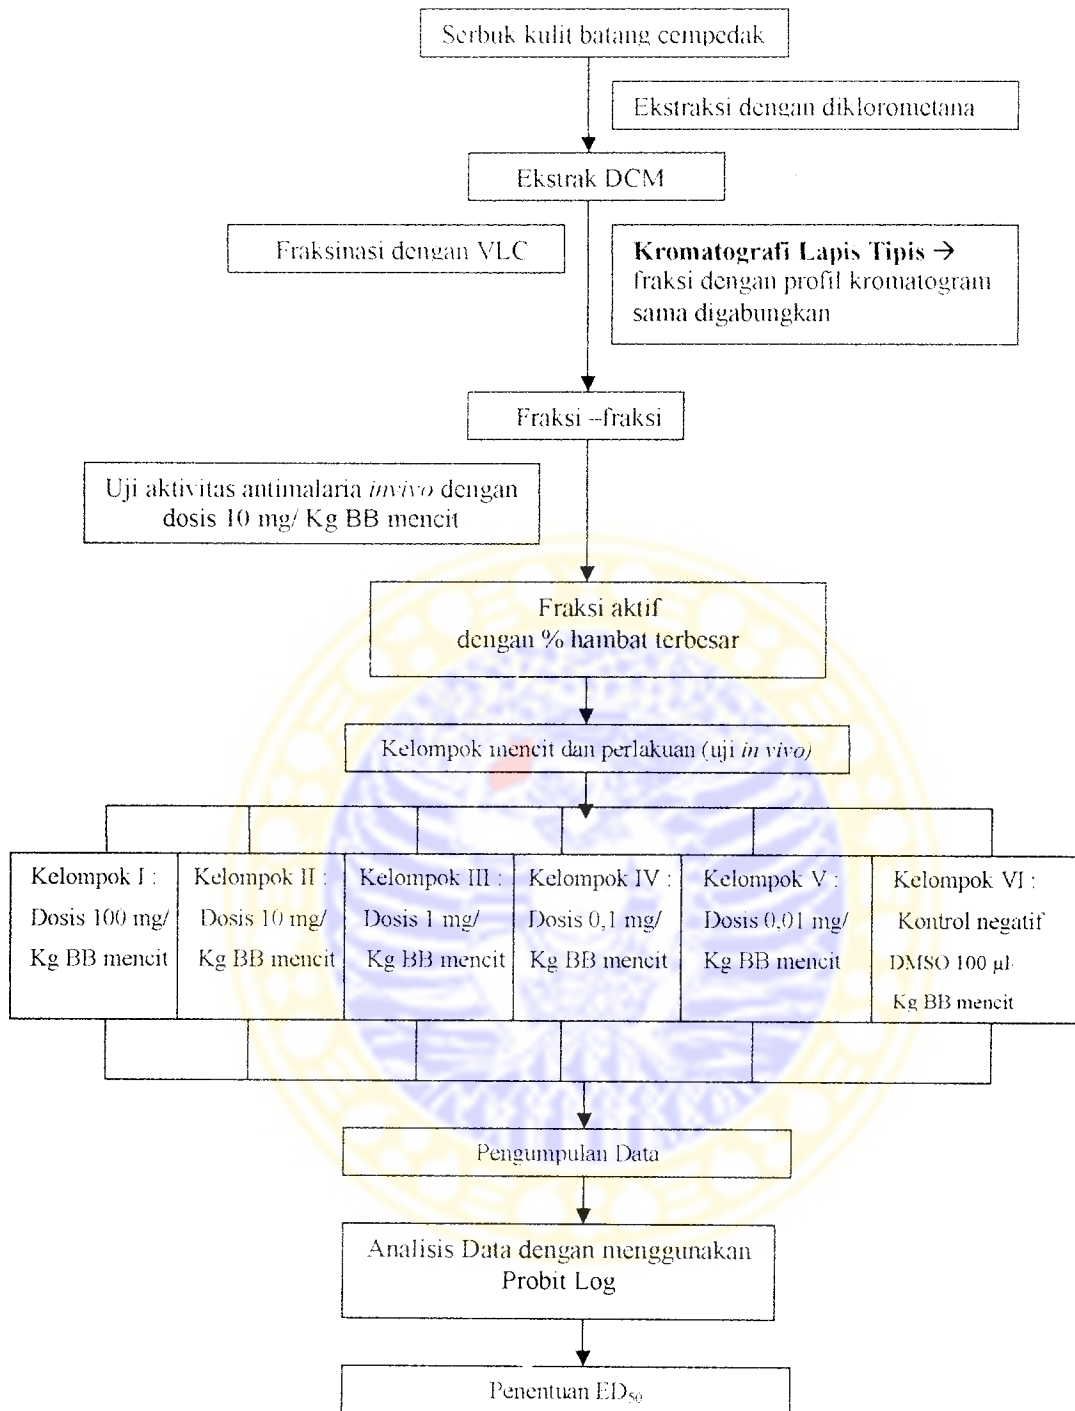 Serbuk kulit batang cempedak
Ekstraksi dengan diklorometana
Ekstrak DCM
Fraksinasi dengan VLC
Kromatografi Lapis Tipis →
fraksi dengan profil kromatogram
sama digabungkan
Fraksi –fraksi
Uji aktivitas antimalaria invivo dengan
dosis 10 mg/ Kg BB mencit
Fraksi aktif
dengan % hambat terbesar
Kelompok mencit dan perlakuan (uji in vivo)
Kelompok I :
Dosis 100 mg/
Kg BB mencit
Kelompok II :
Dosis 10 mg/
Kg BB mencit
Kelompok III :
Dosis 1 mg/
Kg BB mencit
Kelompok IV :
Dosis 0,1 mg/
Kg BB mencit
Kelompok V :
Dosis 0,01 mg/
Kg BB mencit
Kelompok VI :
Kontrol negatif
DMSO 100 µl
Kg BB mencit
Pengumpulan Data
Analisis Data dengan menggunakan
Probit Log
Penentuan ED₅₀